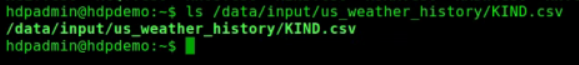 hdpadmin@hdpdemo:~$ ls /data/input/us_weather_history/KIND.csv
/data/input/us_weather_history/KIND.csv
hdpadmin@hdpdemo:~$